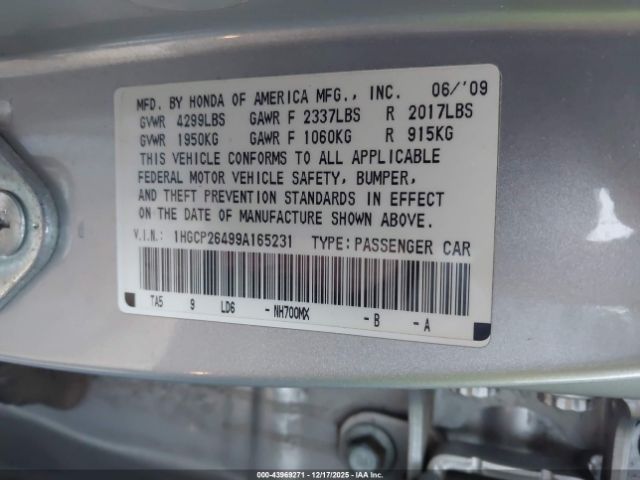 MFD. BY HONDA OF AMERICA MFG., INC. 06/'09
GVWR 4299LBS GAWR F 2337LBS R 2017LBS
GVWR 1950KG GAWR F 1060KG R 915KG
THIS VEHICLE CONFORMS TO ALL APPLICABLE
FEDERAL MOTOR VEHICLE SAFETY, BUMPER,
AND THEFT PREVENTION STANDARDS IN EFFECT
ON THE DATE OF MANUFACTURE SHOWN ABOVE.
V.I.N.: 1HGCP26499A165231 TYPE: PASSENGER CAR
TA5 9 LD6 -NH700MX -B -A
000-43969271 - 12/17/2025 - IAAI.COM